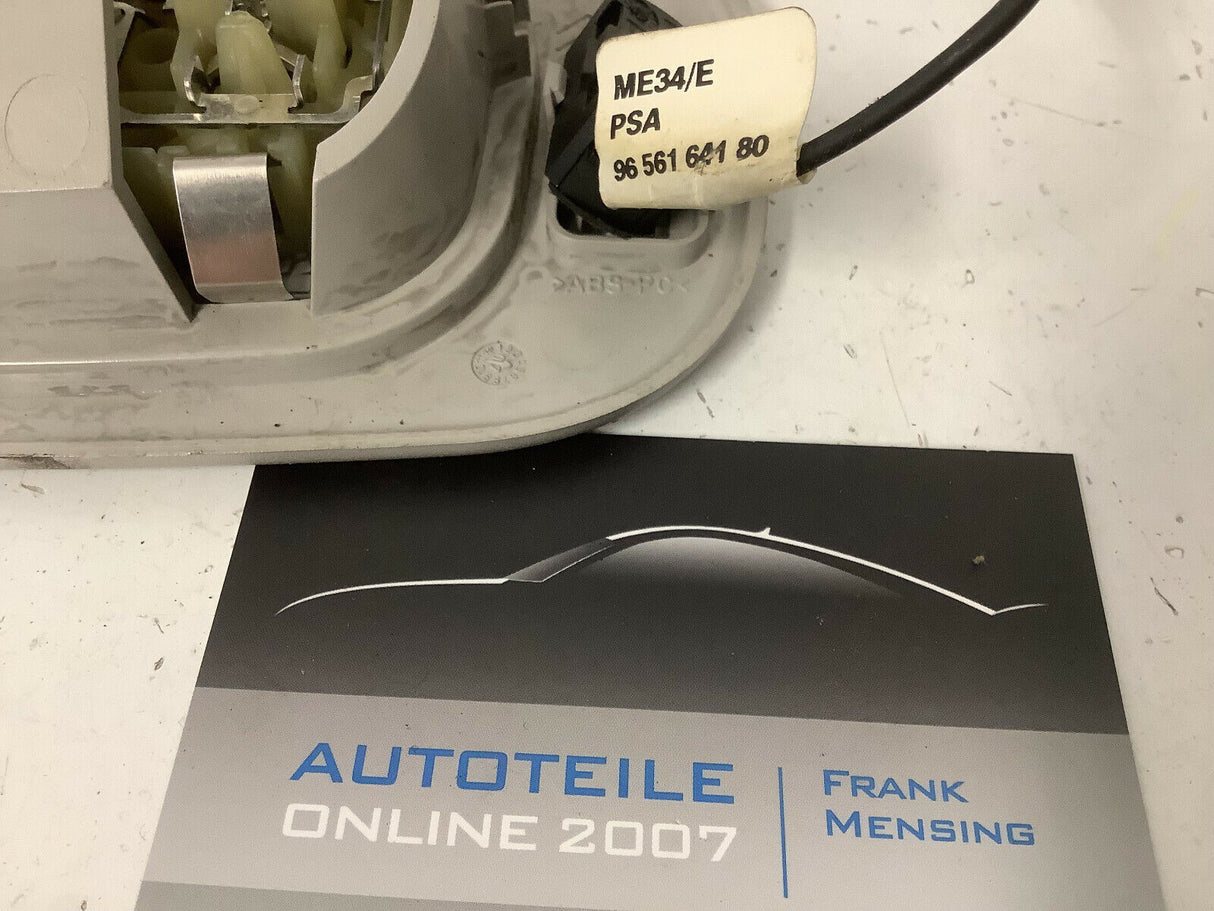 ME34/E
PSA
96 561 641 80
>ABS-PC<
AUTOTEILE
ONLINE 2007
FRANK
MENSING